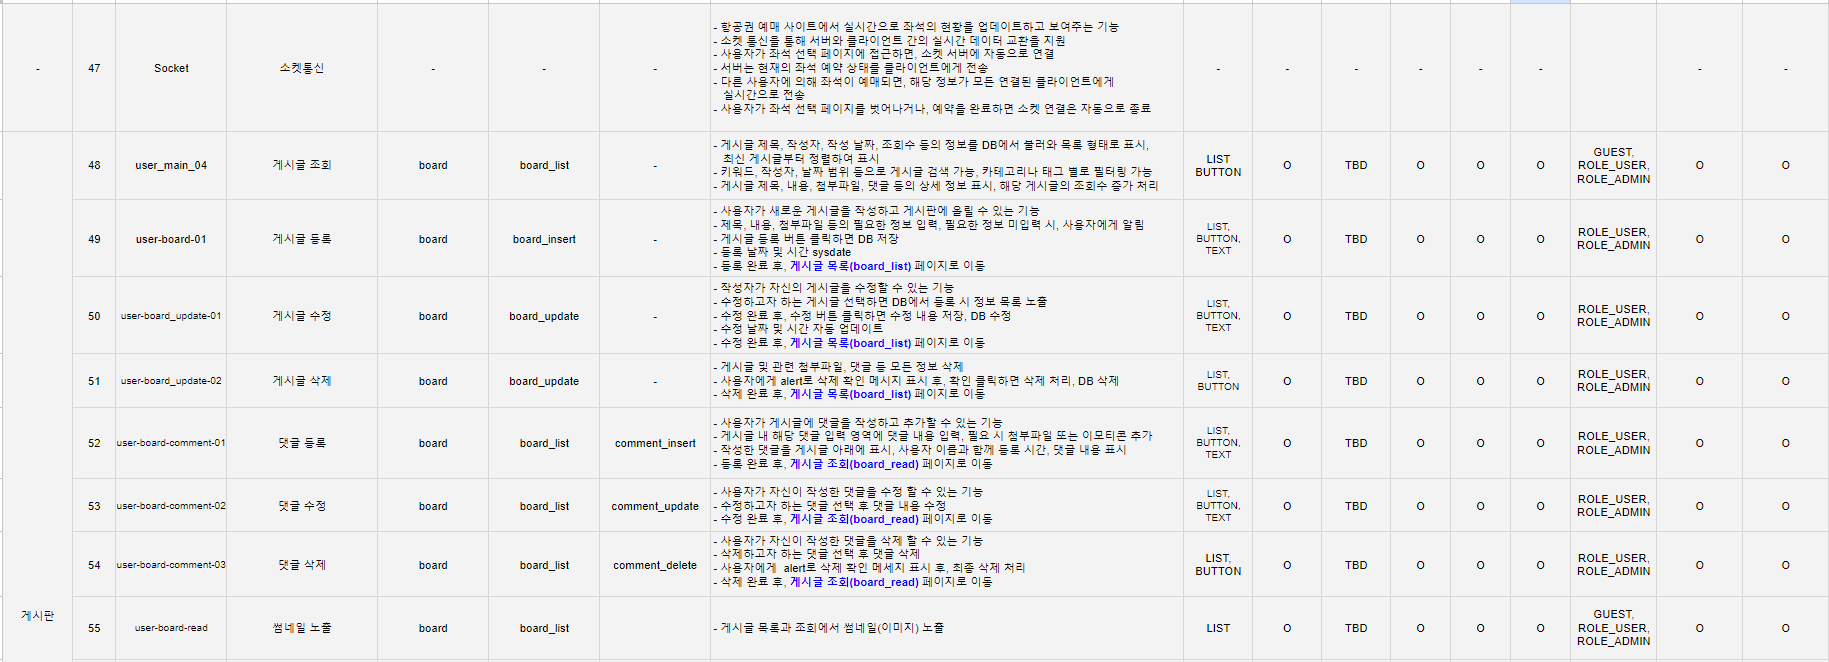 -
47
Socket
소켓통신
-
-
-
- 항공권 예매 사이트에서 실시간으로 좌석의 현황을 업데이트하고 보여주는 기능
- 소켓 통신을 통해 서버와 클라이언트 간의 실시간 데이터 교환을 지원
- 사용자가 좌석 선택 페이지에 접근하면, 소켓 서버에 자동으로 연결
- 서버는 현재의 좌석 예약 상태를 클라이언트에게 전송
- 다른 사용자에 의해 좌석이 예매되면, 해당 정보가 모든 연결된 클라이언트에게
실시간으로 전송
- 사용자가 좌석 선택 페이지를 벗어나거나, 예약을 완료하면 소켓 연결은 자동으로 종료
-
-
-
-
-
-
-
-
48
user_main_04
게시글 조회
board
board_list
-
- 게시글 제목, 작성자, 작성 날짜, 조회수 등의 정보를 DB에서 불러와 목록 형태로 표시,
최신 게시글부터 정렬하여 표시
- 키워드, 작성자, 날짜 범위 등으로 게시글 검색 가능, 카테고리나 태그 별로 필터링 가능
- 게시글 제목, 내용, 첨부파일, 댓글 등의 상세 정보 표시, 해당 게시글의 조회수 증가 처리
LIST
BUTTON
O
TBD
O
O
O
GUEST,
ROLE_USER,
ROLE_ADMIN
O
O
49
user-board-01
게시글 등록
board
board_insert
-
- 사용자가 새로운 게시글을 작성하고 게시판에 올릴 수 있는 기능
- 제목, 내용, 첨부파일 등의 필요한 정보 입력, 필요한 정보 미입력 시, 사용자에게 알림
- 게시글 등록 버튼 클릭하면 DB 저장
- 등록 날짜 및 시간 sysdate
- 등록 완료 후, 게시글 목록(board_list) 페이지로 이동
LIST,
BUTTON,
TEXT
O
TBD
O
O
O
ROLE_USER,
ROLE_ADMIN
O
O
50
user-board_update-01
게시글 수정
board
board_update
-
- 작성자가 자신의 게시글을 수정할 수 있는 기능
- 수정하고자 하는 게시글 선택하면 DB에서 등록 시 정보 목록 노출
- 수정 완료 후, 수정 버튼 클릭하면 수정 내용 저장, DB 수정
- 수정 날짜 및 시간 자동 업데이트
- 수정 완료 후, 게시글 목록(board_list) 페이지로 이동
LIST,
BUTTON,
TEXT
O
TBD
O
O
O
ROLE_USER,
ROLE_ADMIN
O
O
51
user-board_update-02
게시글 삭제
board
board_update
-
- 게시글 및 관련 첨부파일, 댓글 등 모든 정보 삭제
- 사용자에게 alert로 삭제 확인 메시지 표시 후, 확인 클릭하면 삭제 처리, DB 삭제
- 삭제 완료 후, 게시글 목록(board_list) 페이지로 이동
LIST,
BUTTON
O
TBD
O
O
O
ROLE_USER,
ROLE_ADMIN
O
O
52
user-board-comment-01
댓글 등록
board
board_list
comment_insert
- 사용자가 게시글에 댓글을 작성하고 추가할 수 있는 기능
- 게시글 내 해당 댓글 입력 영역에 댓글 내용 입력, 필요 시 첨부파일 또는 이모티콘 추가
- 작성한 댓글을 게시글 아래에 표시, 사용자 이름과 함께 등록 시간, 댓글 내용 표시
- 등록 완료 후, 게시글 조회(board_read) 페이지로 이동
LIST,
BUTTON,
TEXT
O
TBD
O
O
O
ROLE_USER,
ROLE_ADMIN
O
O
53
user-board-comment-02
댓글 수정
board
board_list
comment_update
- 사용자가 자신이 작성한 댓글을 수정 할 수 있는 기능
- 수정하고자 하는 댓글 선택 후 댓글 내용 수정
- 수정 완료 후, 게시글 조회(board_read) 페이지로 이동
LIST,
BUTTON,
TEXT
O
TBD
O
O
O
ROLE_USER,
ROLE_ADMIN
O
O
54
user-board-comment-03
댓글 삭제
board
board_list
comment_delete
- 사용자가 자신이 작성한 댓글을 삭제 할 수 있는 기능
- 삭제하고자 하는 댓글 선택 후 댓글 삭제
- 사용자에게 alert로 삭제 확인 메세지 표시 후, 최종 삭제 처리
- 삭제 완료 후, 게시글 조회(board_read) 페이지로 이동
LIST,
BUTTON
O
TBD
O
O
O
ROLE_USER,
ROLE_ADMIN
O
O
게시판
55
user-board-read
썸네일 노출
board
board_list
- 게시글 목록과 조회에서 썸네일(이미지) 노출
LIST
O
TBD
O
O
O
GUEST,
ROLE_USER,
ROLE_ADMIN
O
O